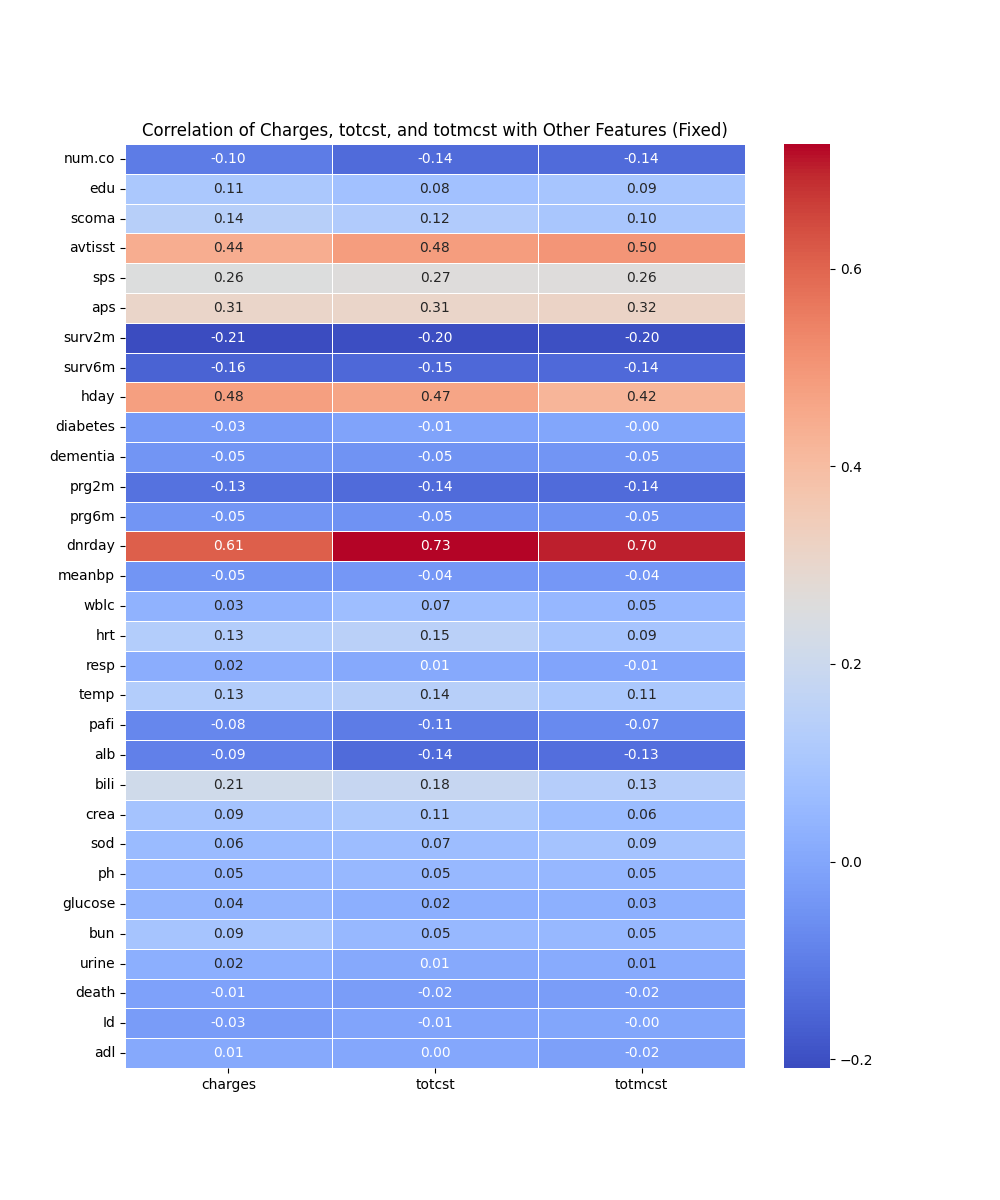 Correlation of Charges, totcst, and totmcst with Other Features (Fixed)
num.co -0.10 -0.14 -0.14
edu 0.11 0.08 0.09
scoma 0.14 0.12 0.10
avtisst 0.44 0.48 0.50
sps 0.26 0.27 0.26
aps 0.31 0.31 0.32
surv2m -0.21 -0.20 -0.20
surv6m -0.16 -0.15 -0.14
hday 0.48 0.47 0.42
diabetes -0.03 -0.01 -0.00
dementia -0.05 -0.05 -0.05
prg2m -0.13 -0.14 -0.14
prg6m -0.05 -0.05 -0.05
dnrday 0.61 0.73 0.70
meanbp -0.05 -0.04 -0.04
wblc 0.03 0.07 0.05
hrt 0.13 0.15 0.09
resp 0.02 0.01 -0.01
temp 0.13 0.14 0.11
pafi -0.08 -0.11 -0.07
alb -0.09 -0.14 -0.13
bili 0.21 0.18 0.13
crea 0.09 0.11 0.06
sod 0.06 0.07 0.09
ph 0.05 0.05 0.05
glucose 0.04 0.02 0.03
bun 0.09 0.05 0.05
urine 0.02 0.01 0.01
death -0.01 -0.02 -0.02
Id -0.03 -0.01 -0.00
adl 0.01 0.00 -0.02
charges totcst totmcst
0.6
0.4
0.2
0.0
−0.2